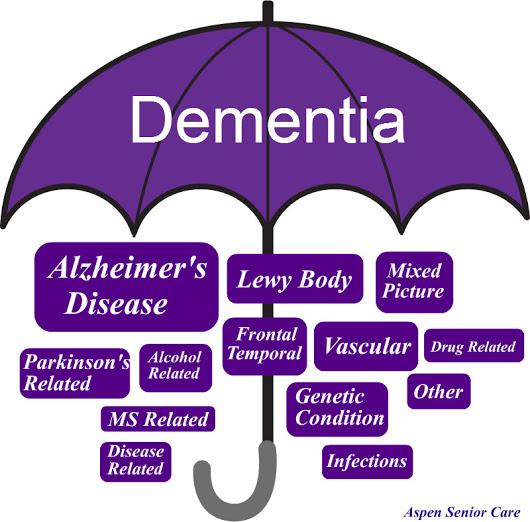 Dementia
Alzheimer's
Disease
Lewy Body
Mixed
Picture
Frontal
Temporal
Vascular
Drug Related
Parkinson's
Related
Alcohol
Related
Genetic
Condition
Other
MS Related
Disease
Related
Infections
Aspen Senior Care